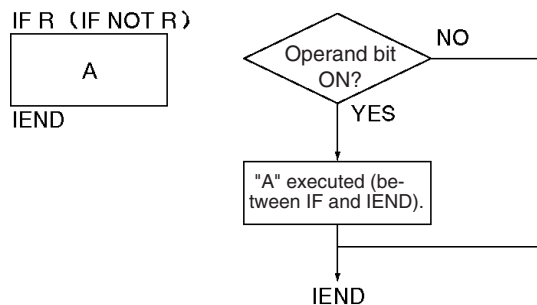 IF R (IF NOT R)
A
IEND
Operand bit
ON?
NO
YES
"A" executed (be-
tween IF and IEND).
IEND